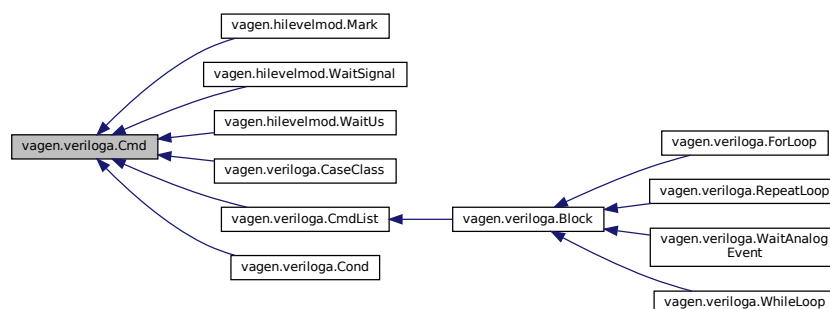 vagen.hilevelmod.Mark
vagen.hilevelmod.WaitSignal
vagen.hilevelmod.WaitUs
vagen.veriloga.Cmd
vagen.veriloga.CaseClass
vagen.veriloga.CmdList
vagen.veriloga.Cond
vagen.veriloga.Block
vagen.veriloga.ForLoop
vagen.veriloga.RepeatLoop
vagen.veriloga.WaitAnalog
Event
vagen.veriloga.WhileLoop